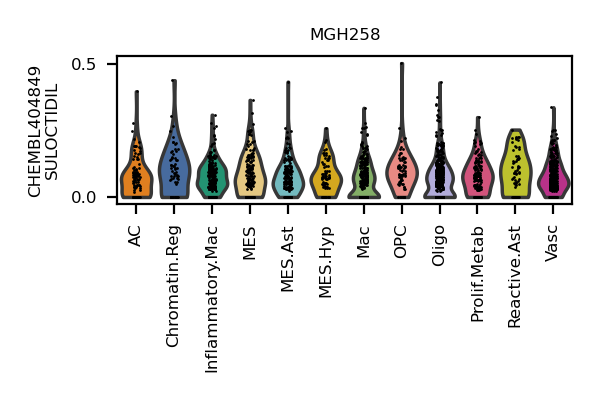 MGH258
CHEMBL404849
SULOCTIDIL
0.5
0.0
AC
Chromatin.Reg
Inflammatory.Mac
MES
MES.Ast
MES.Hyp
Mac
OPC
Oligo
Prolif.Metab
Reactive.Ast
Vasc